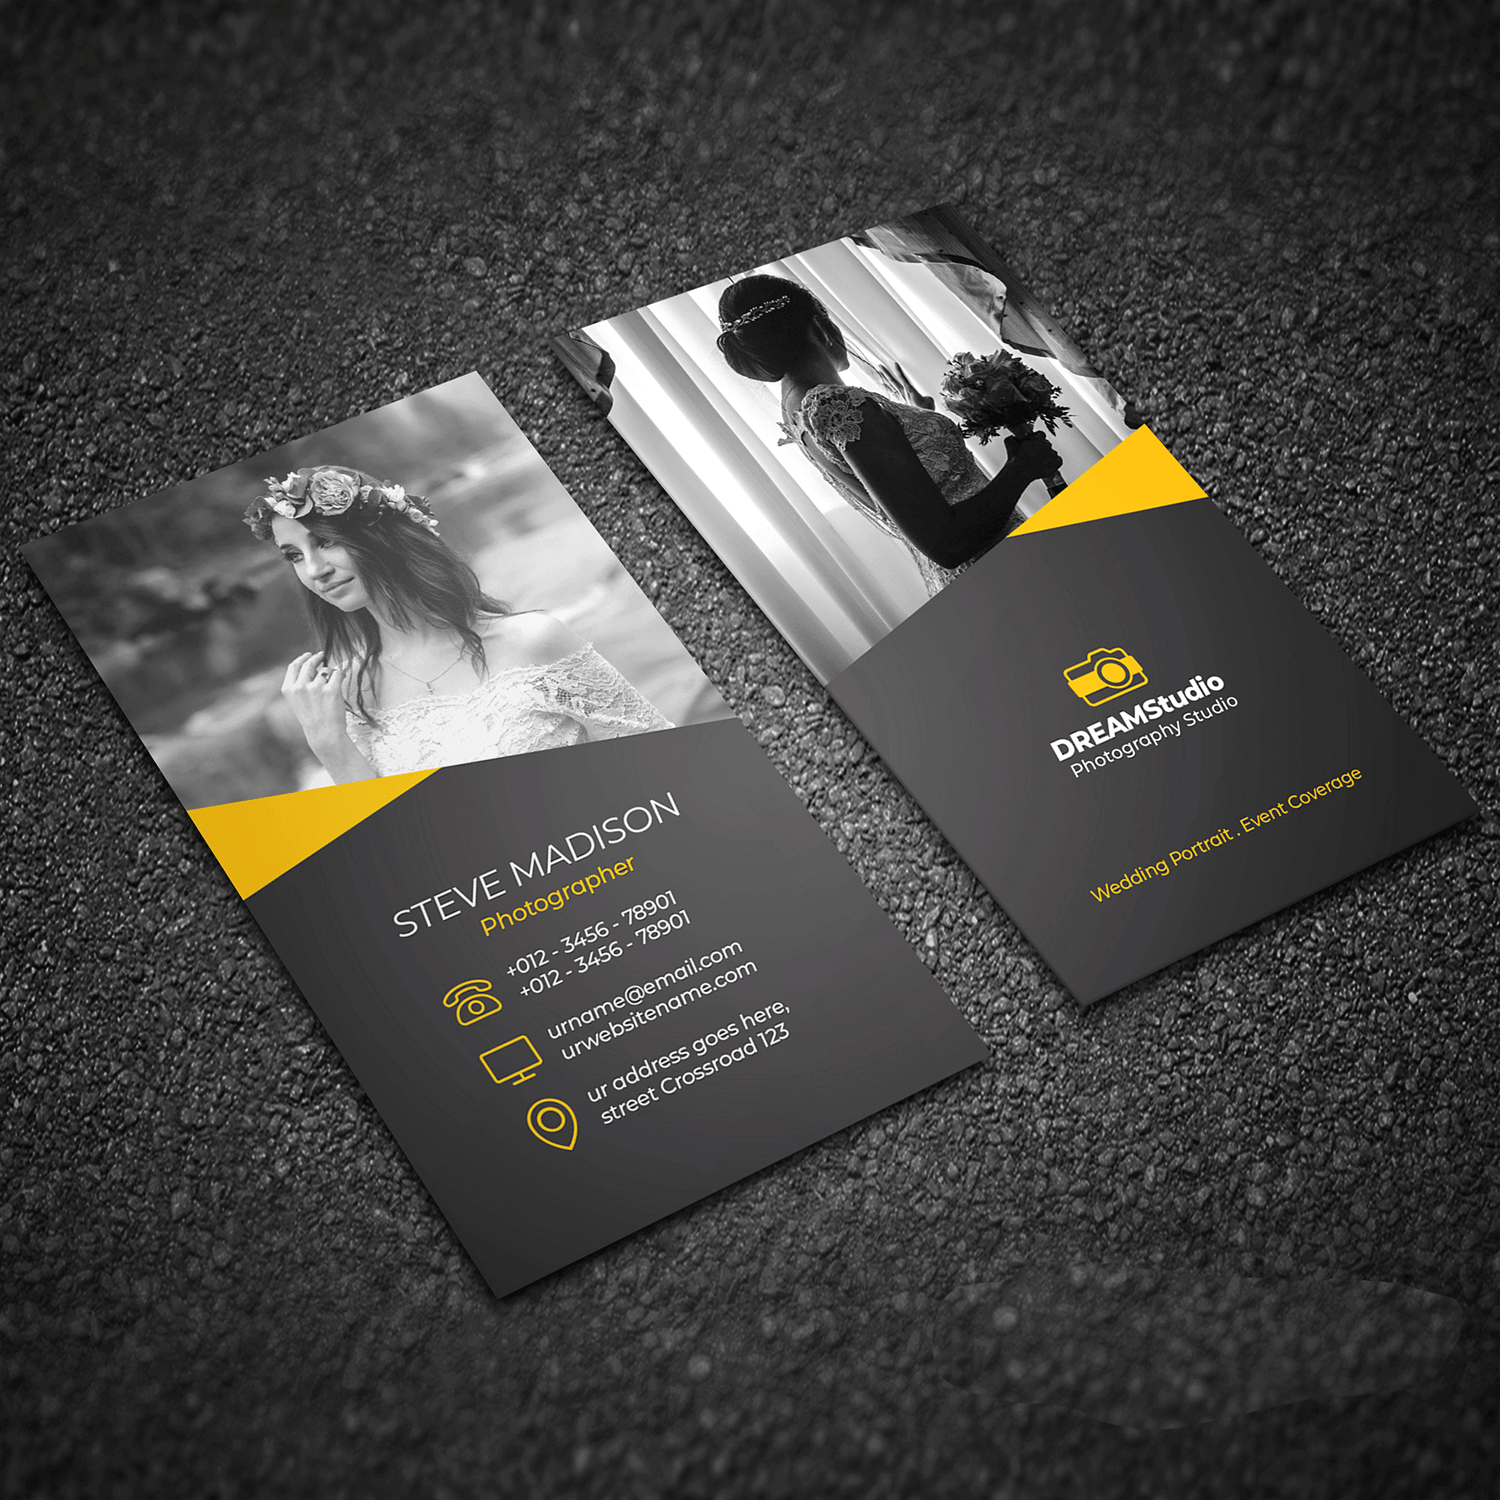 STEVE MADISON
Photographer
+012 - 3456 - 78901
+012 - 3456 - 78901
urname@email.com
urwebsitename.com
ur address goes here,
street Crossroad 123
DREAMStudio
Photography Studio
Wedding Portrait . Event Coverage